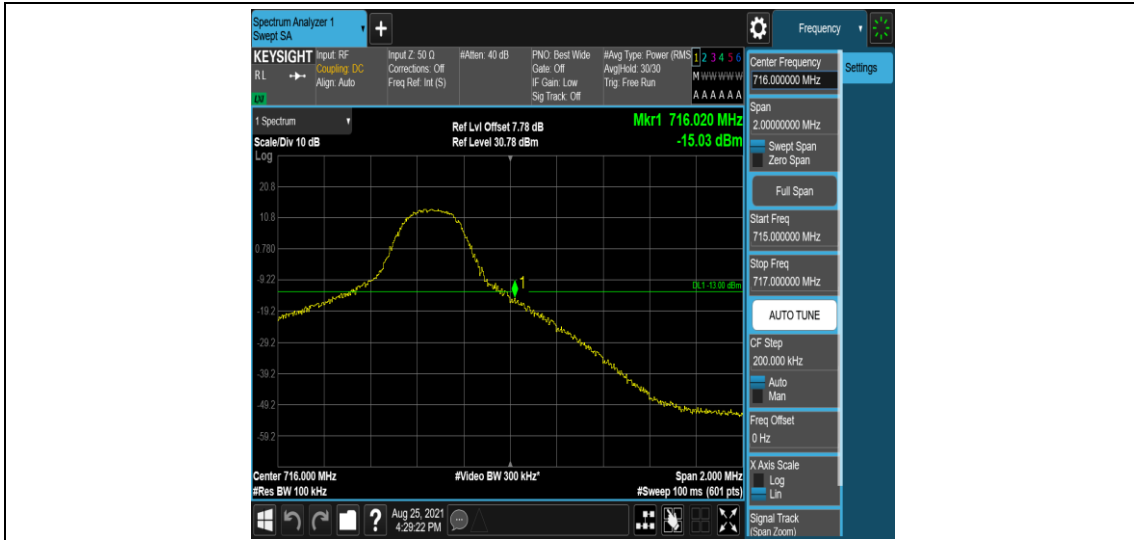 Spectrum Analyzer 1
Swept SA
Frequency
KEYSIGHT
RL
Input: RF
Coupling: DC
Align: Auto
Input Z: 50 Ω
Corrections: Off
Freq Ref: Int (S)
#Atten: 40 dB
PNO: Best Wide
Gate: Off
IF Gain: Low
Sig Track: Off
#Avg Type: Power (RMS
Avg|Hold: 30/30
Trig: Free Run
1 2 3 4 5 6
M W W W W W
A A A A A A
1 Spectrum
Scale/Div 10 dB
Ref Lvl Offset 7.78 dB
Ref Level 30.78 dBm
Mkr1 716.020 MHz
-15.03 dBm
Log
20.8
10.8
0.780
-9.22
-19.2
-29.2
-39.2
-49.2
-59.2
1
DL1 -13.00 dBm
Center 716.000 MHz
#Video BW 300 kHz*
Span 2.000 MHz
#Res BW 100 kHz
#Sweep 100 ms (601 pts)
Center Frequency
716.000000 MHz
Settings
Span
2.00000000 MHz
Swept Span
Zero Span
Full Span
Start Freq
715.000000 MHz
Stop Freq
717.000000 MHz
AUTO TUNE
CF Step
200.000 kHz
Auto
Man
Freq Offset
0 Hz
X Axis Scale
Log
Lin
Signal Track
(Span Zoom)
?
Aug 25, 2021
4:29:22 PM